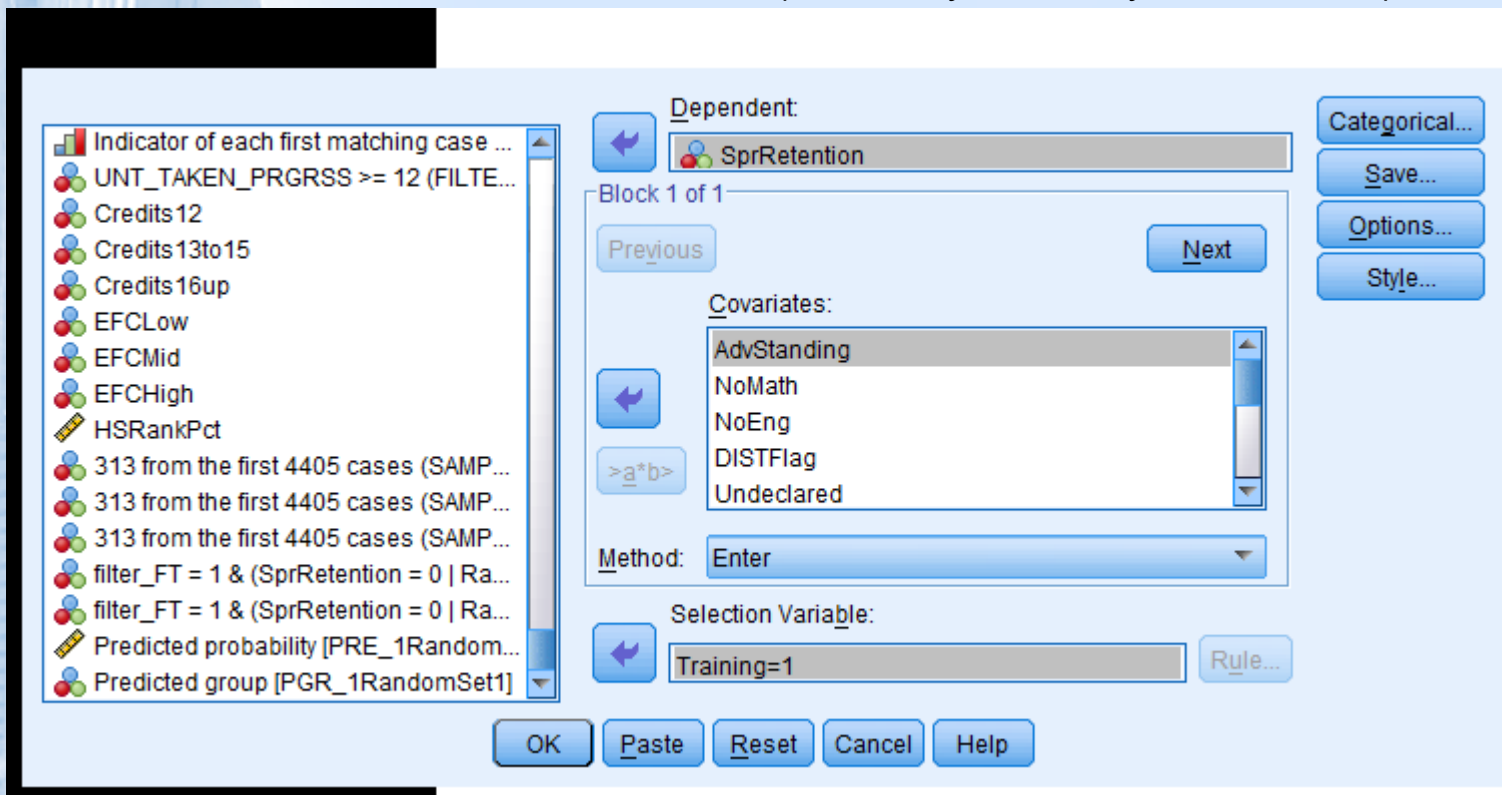 Indicator of each first matching case ...
UNT_TAKEN_PRGRSS >= 12 (FILTE...
Credits12
Credits13to15
Credits16up
EFCLow
EFCMid
EFCHigh
HSRankPct
313 from the first 4405 cases (SAMP...
313 from the first 4405 cases (SAMP...
313 from the first 4405 cases (SAMP...
filter_FT = 1 & (SprRetention = 0 | Ra...
filter_FT = 1 & (SprRetention = 0 | Ra...
Predicted probability [PRE_1Random...
Predicted group [PGR_1RandomSet1]
Dependent:
SprRetention
Block 1 of 1
Previous
Next
Covariates:
AdvStanding
NoMath
NoEng
DISTFlag
Undeclared
>a*b>
Method:
Enter
Selection Variable:
Training=1
Rule...
Categorical...
Save...
Options...
Style...
OK
Paste
Reset
Cancel
Help